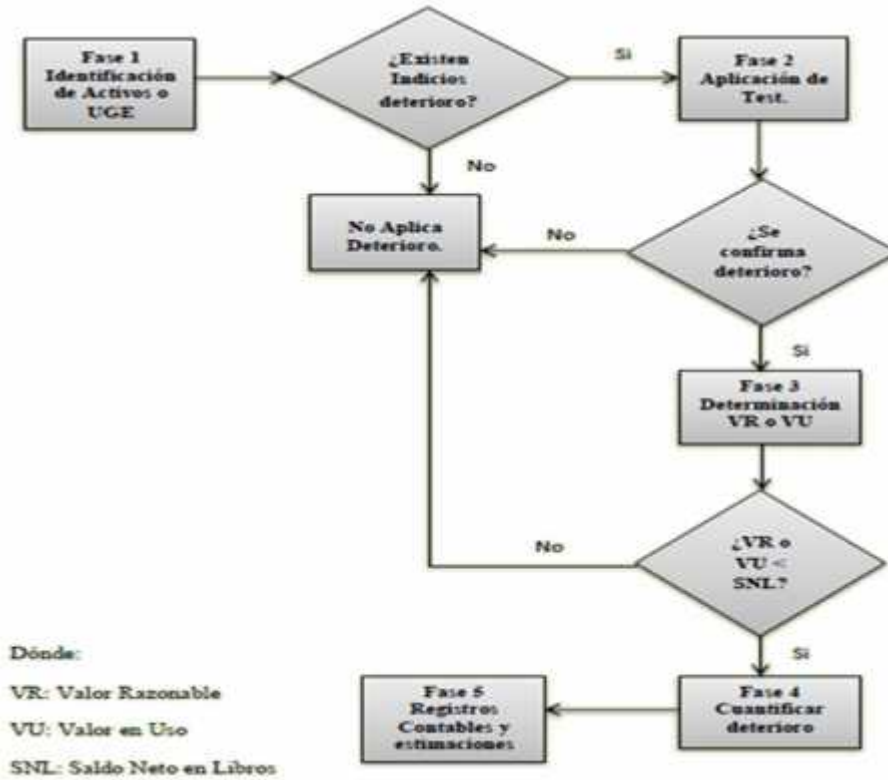 Fase 1
Identificación
de Activos o
UGE
¿Existen
Indicios
deterioro?
Si
Fase 2
Aplicación de
Test.
No
No Aplica
Deterioro.
No
¿Se
confirma
deterioro?
Si
Fase 3
Determinación
VR o VU
¿VR o
VU <
SNL?
No
Si
Fase 4
Cuantificar
deterioro
Fase 5
Registros
Contables y
estimaciones
Dónde:
VR: Valor Razonable
VU: Valor en Uso
SNL: Saldo Neto en Libros